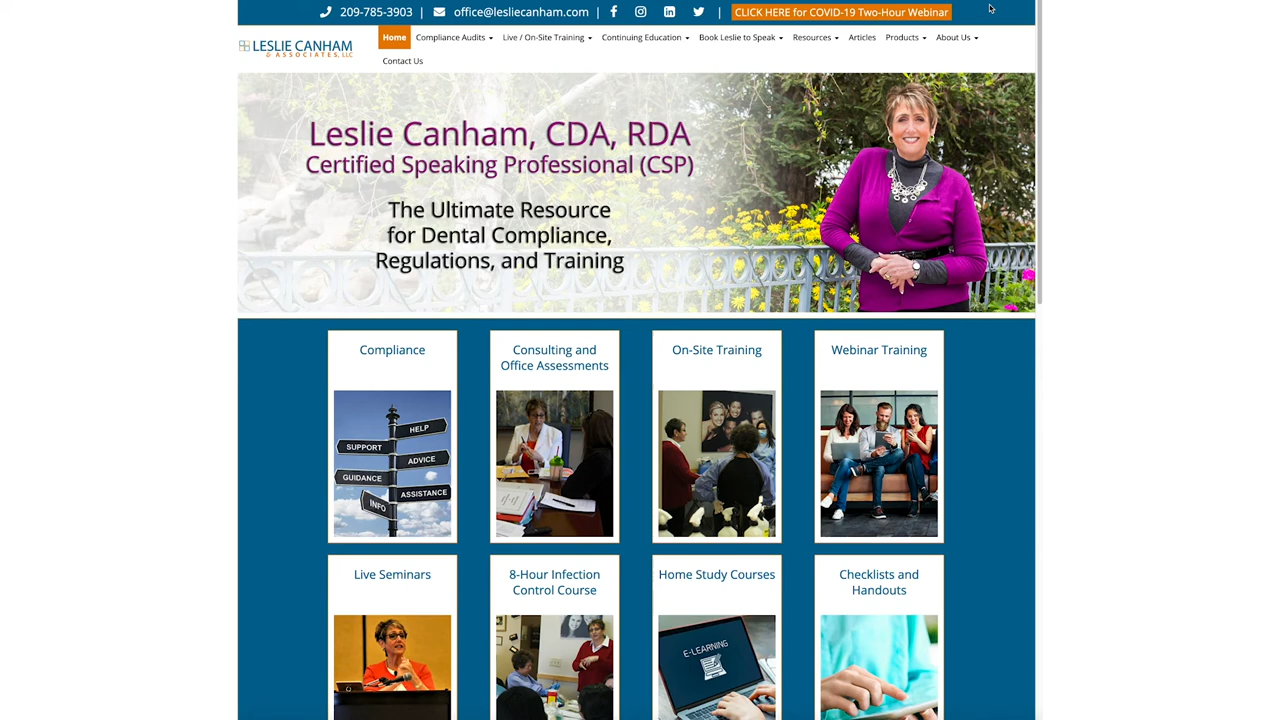 209-785-3903 | office@lesliecanham.com | | CLICK HERE for COVID-19 Two-Hour Webinar
LESLIE CANHAM
& ASSOCIATES, LLC
Home Compliance Audits Live / On-Site Training Continuing Education Book Leslie to Speak Resources Articles Products About Us
Contact Us
Leslie Canham, CDA, RDA
Certified Speaking Professional (CSP)
The Ultimate Resource
for Dental Compliance,
Regulations, and Training
Compliance
Consulting and
Office Assessments
On-Site Training
Webinar Training
HELP
SUPPORT
ADVICE
GUIDANCE
ASSISTANCE
INFO
Live Seminars
8-Hour Infection
Control Course
Home Study Courses
Checklists and
Handouts
E-LEARNING